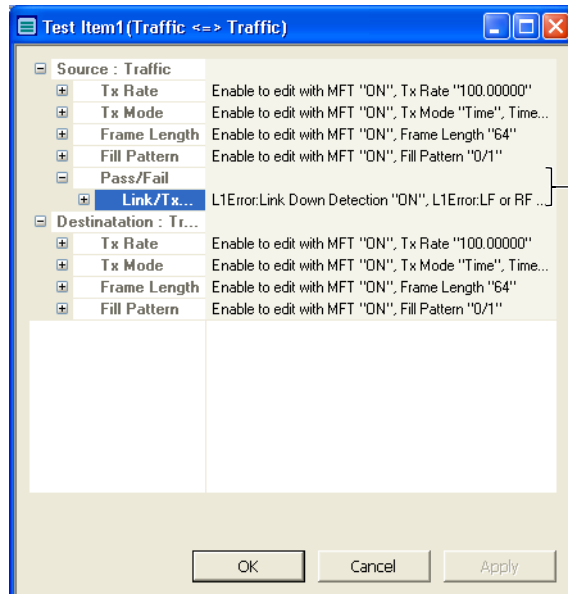 Test Item1(Traffic <=> Traffic)
Source : Traffic
Tx Rate Enable to edit with MFT "ON", Tx Rate "100.00000"
Tx Mode Enable to edit with MFT "ON", Tx Mode "Time", Time...
Frame Length Enable to edit with MFT "ON", Frame Length "64"
Fill Pattern Enable to edit with MFT "ON", Fill Pattern "0/1"
Pass/Fail
Link/Tx... L1Error:Link Down Detection "ON", L1Error:LF or RF ...
Destinatation : Tr...
Tx Rate Enable to edit with MFT "ON", Tx Rate "100.00000"
Tx Mode Enable to edit with MFT "ON", Tx Mode "Time", Time...
Frame Length Enable to edit with MFT "ON", Frame Length "64"
Fill Pattern Enable to edit with MFT "ON", Fill Pattern "0/1"
OK Cancel Apply